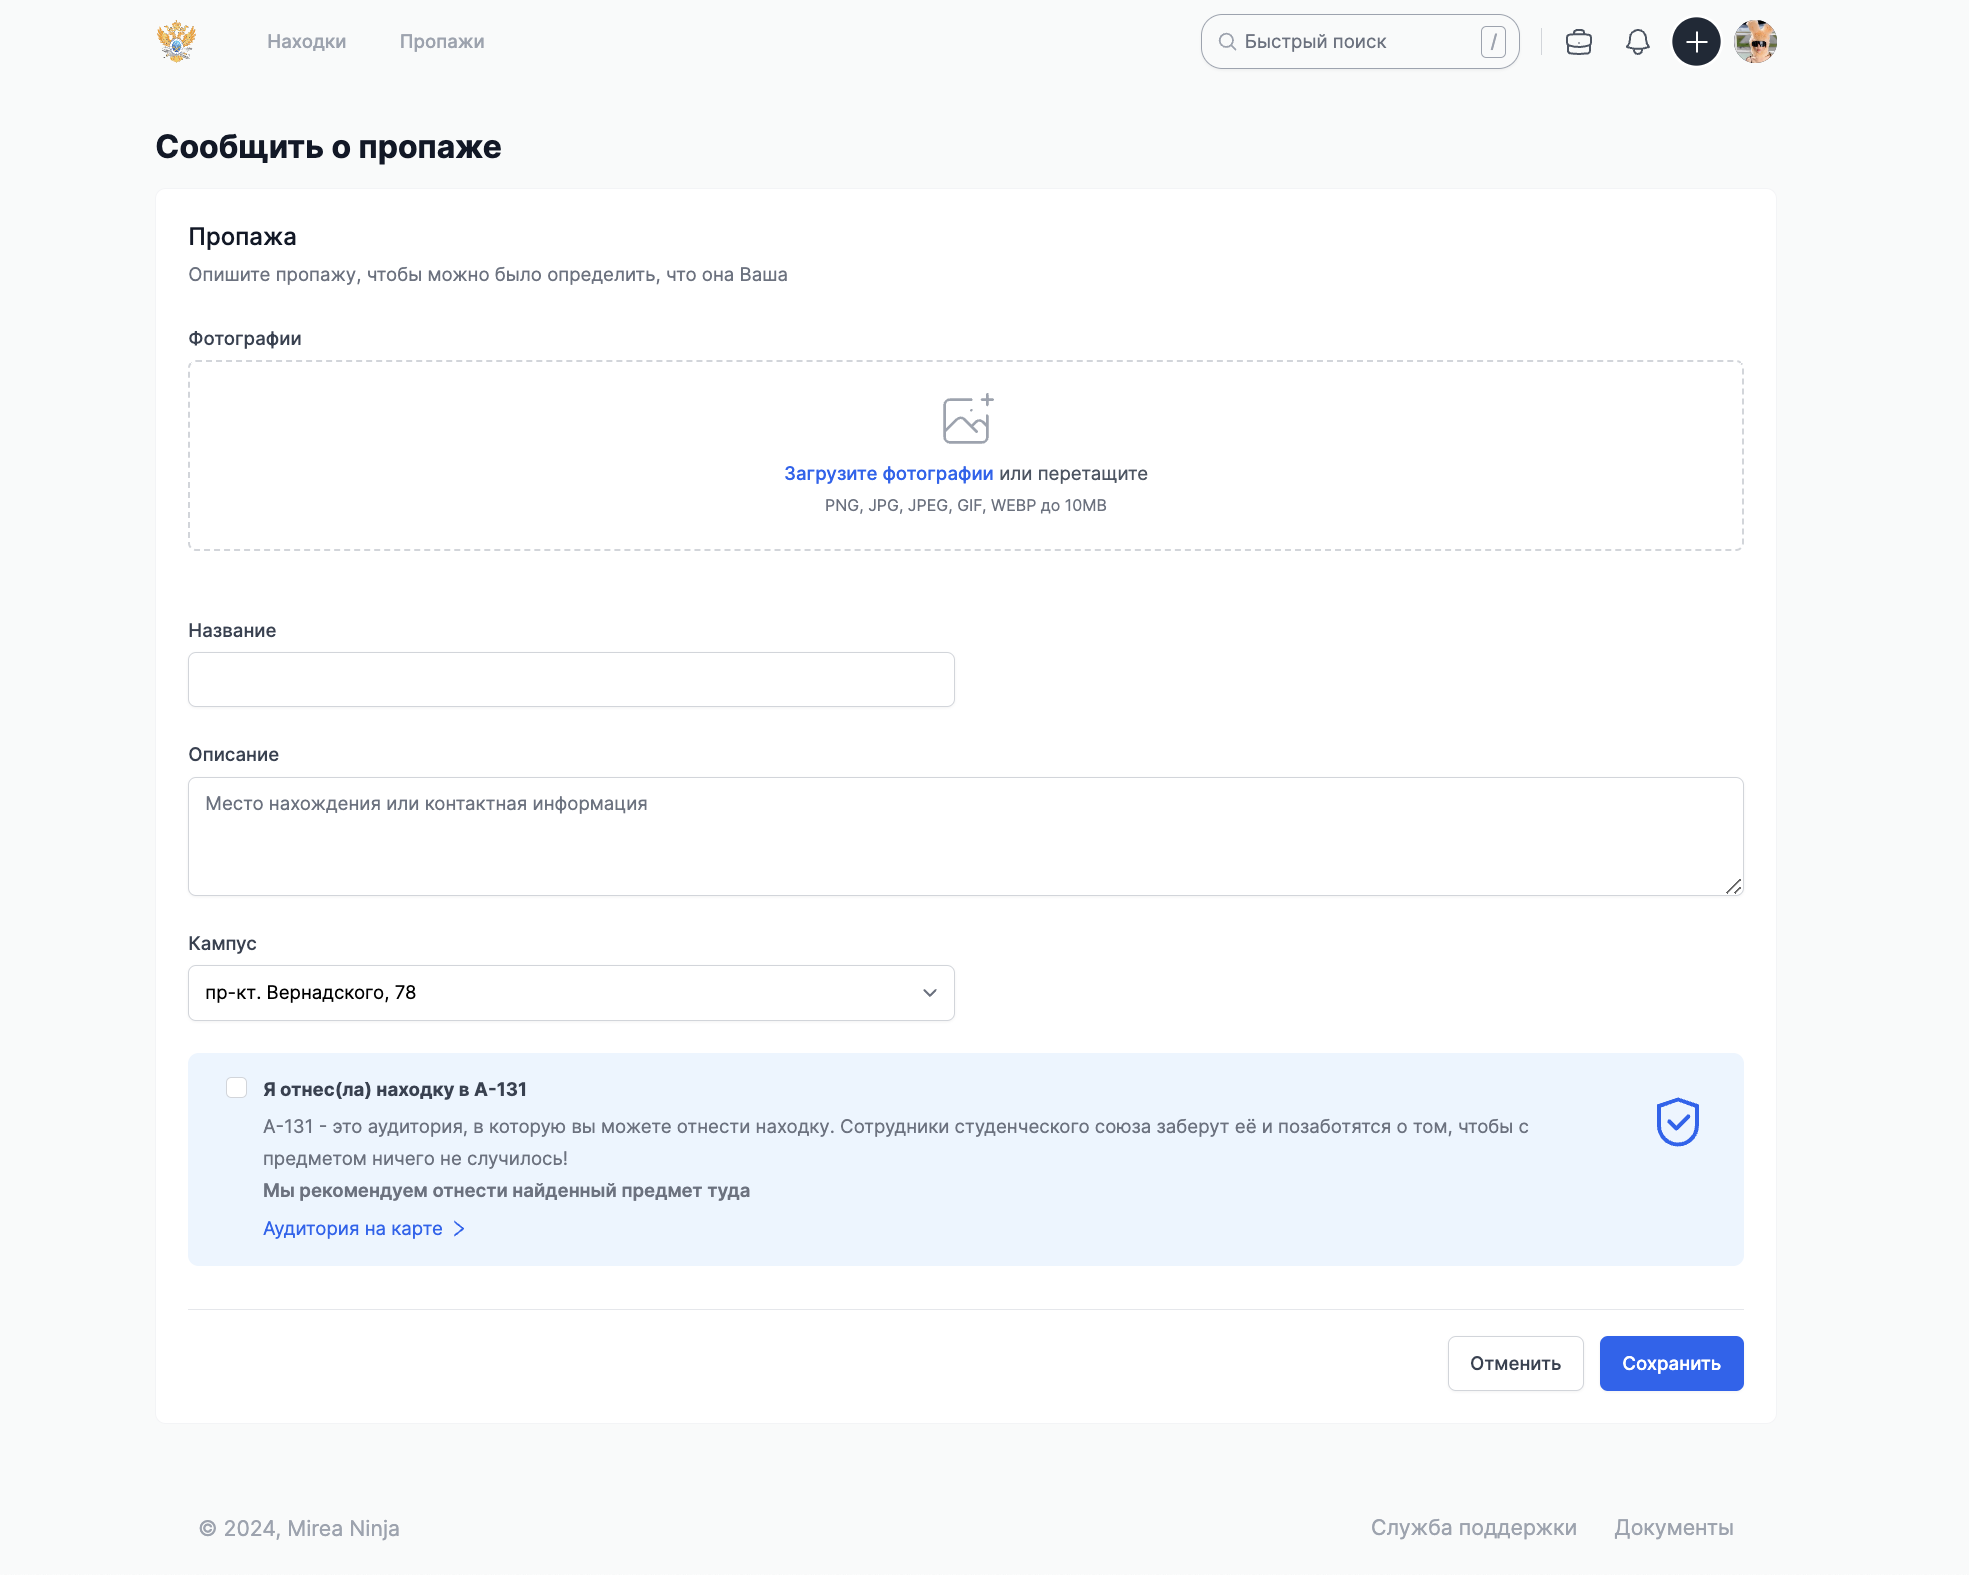 Находки
Пропажи
Быстрый поиск
/
Сообщить о пропаже
Пропажа
Опишите пропажу, чтобы можно было определить, что она Ваша
Фотографии
Загрузите фотографии или перетащите
PNG, JPG, JPEG, GIF, WEBP до 10MB
Название
Описание
Место нахождения или контактная информация
Кампус
пр-кт. Вернадского, 78
Я отнес(ла) находку в А-131
А-131 - это аудитория, в которую вы можете отнести находку. Сотрудники студенческого союза заберут её и позаботятся о том, чтобы с
предметом ничего не случилось!
Мы рекомендуем отнести найденный предмет туда
Аудитория на карте
Отменить
Сохранить
© 2024, Mirea Ninja
Служба поддержки
Документы